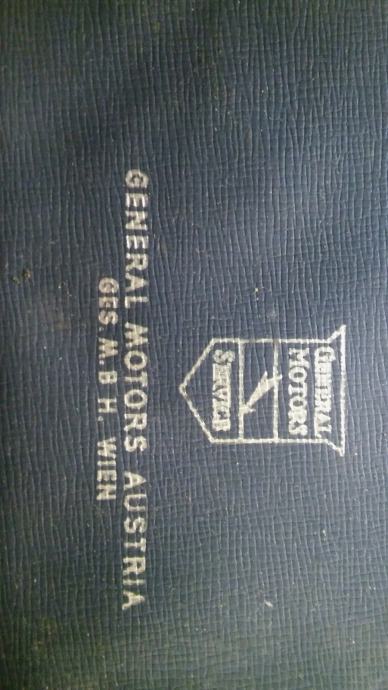 GENERAL
MOTORS
SERVICE
GENERAL MOTORS AUSTRIA
GES. M. B H. WIEN